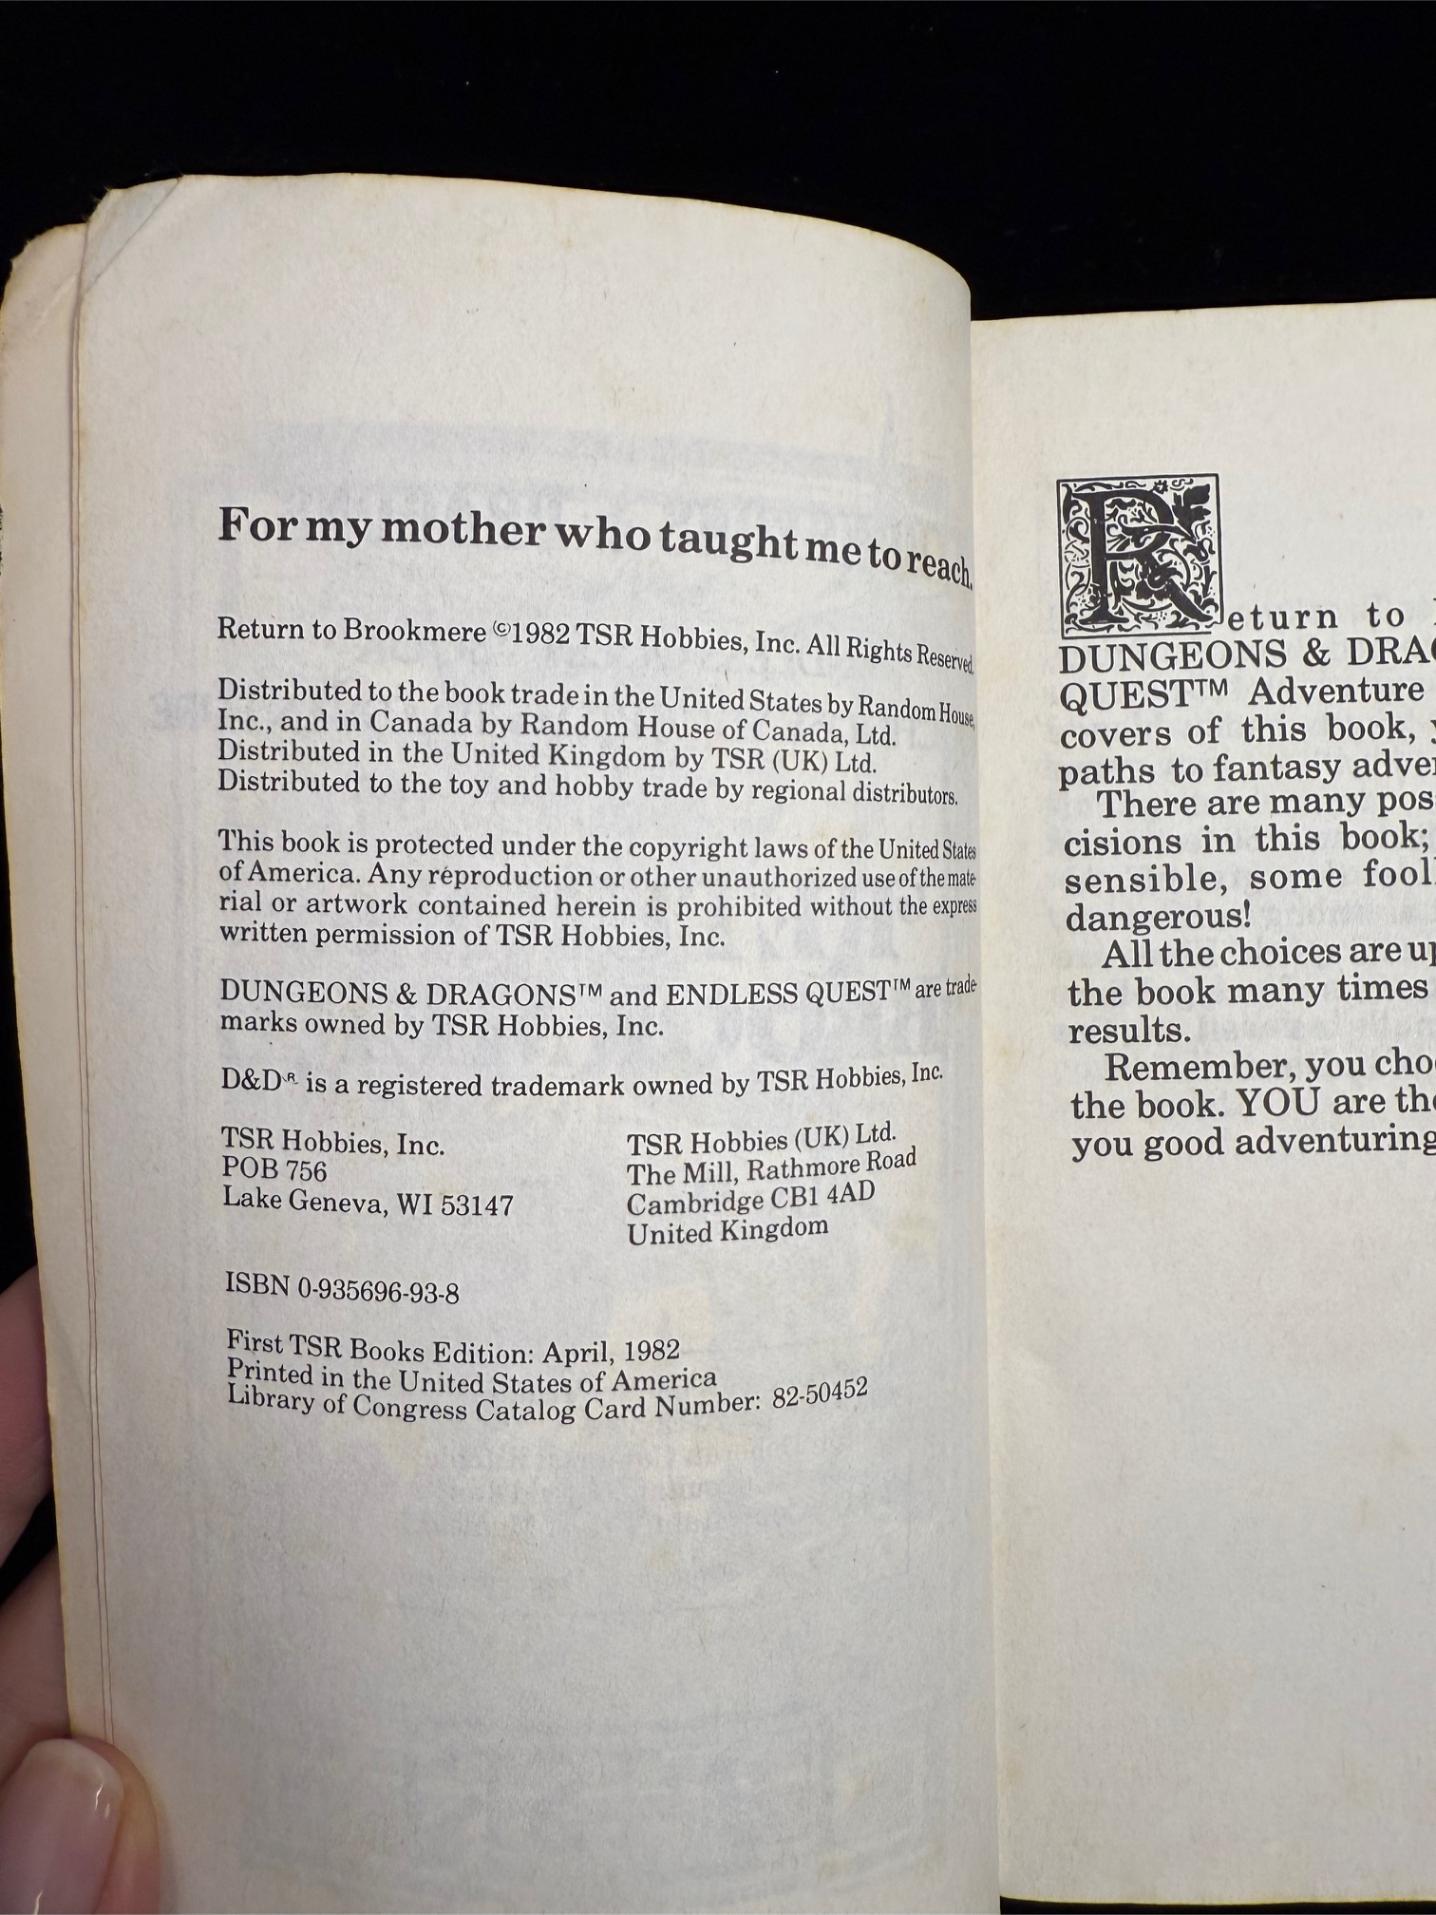 For my mother who taught me to reach.
Return to Brookmere ©1982 TSR Hobbies, Inc. All Rights Reserved
Distributed to the book trade in the United States by Random House,
Inc., and in Canada by Random House of Canada, Ltd.
Distributed in the United Kingdom by TSR (UK) Ltd.
Distributed to the toy and hobby trade by regional distributors.
This book is protected under the copyright laws of the United States
of America. Any reproduction or other unauthorized use of the mate-
rial or artwork contained herein is prohibited without the express
written permission of TSR Hobbies, Inc.
DUNGEONS & DRAGONS™ and ENDLESS QUEST™ are trade-
marks owned by TSR Hobbies, Inc.
D&D® is a registered trademark owned by TSR Hobbies, Inc.
TSR Hobbies, Inc.
POB 756
Lake Geneva, WI 53147
TSR Hobbies (UK) Ltd.
The Mill, Rathmore Road
Cambridge CB1 4AD
United Kingdom
ISBN 0-935696-93-8
First TSR Books Edition: April, 1982
Printed in the United States of America
Library of Congress Catalog Card Number: 82-50452
Return to
DUNGEONS & DRAG
QUEST™ Adventure
covers of this book,
paths to fantasy adve
There are many pos
cisions in this book;
sensible, some fool
dangerous!
All the choices are up
the book many times
results.
Remember, you choo
the book. YOU are the
you good adventuring